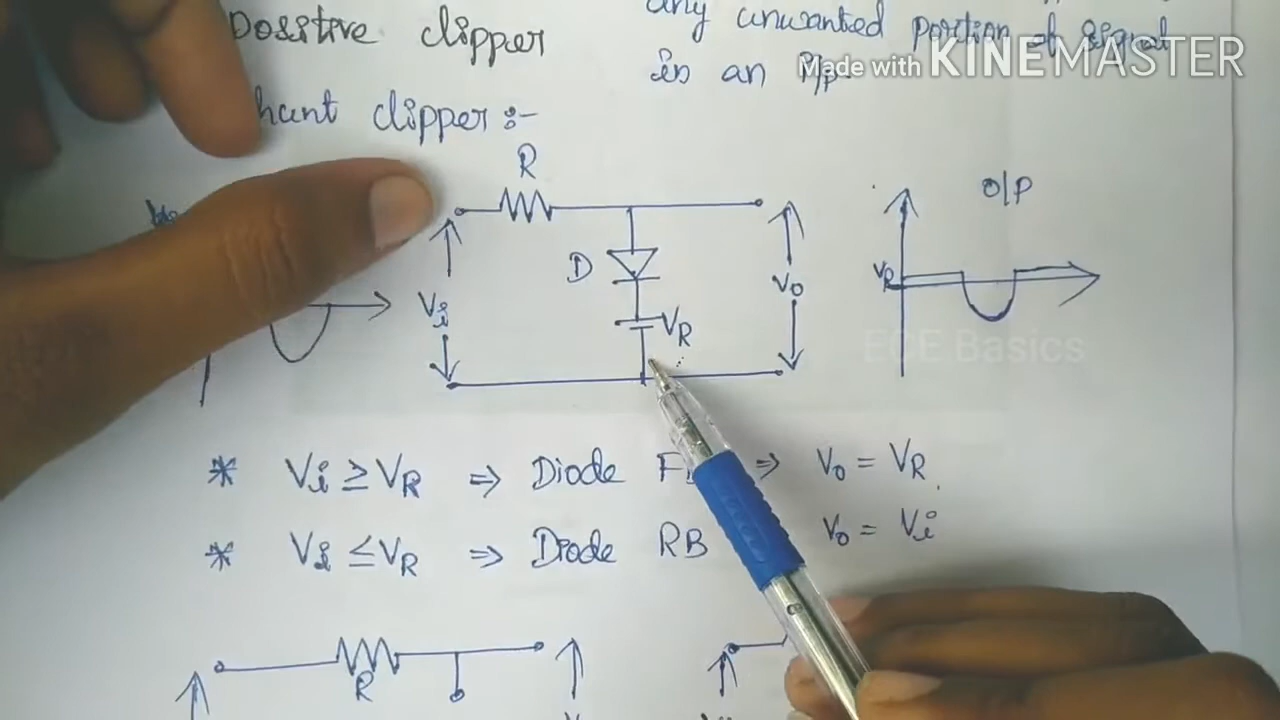 Positive clipper
any unwanted portion of signal
in an I/p
Made with KINEMASTER
hunt clipper :-
R
O/P
D
Vi
Vo
VR
VR
ECE Basics
* Vi ≥ VR ⇒ Diode F ⇒ Vo = VR
* Vi ≤ VR ⇒ Diode RB Vo = Vi
R